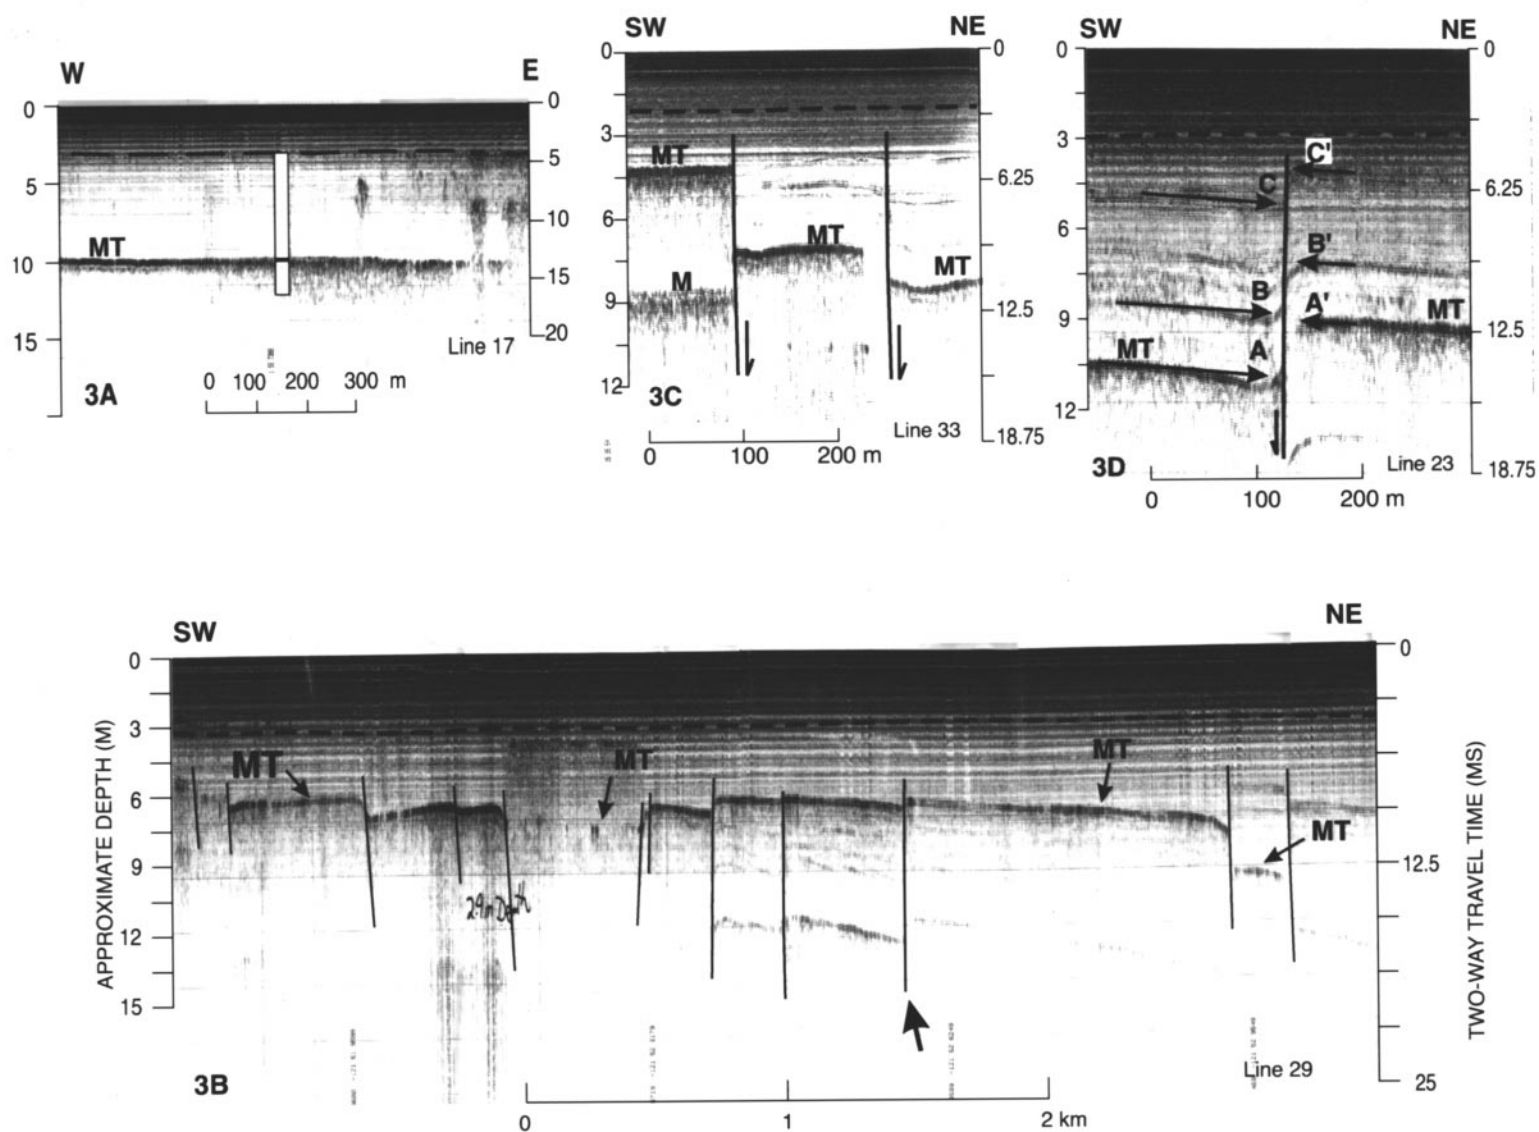 W
E
0
5
10
15
0
5
10
15
20
MT
Line 17
0 100 200 300 m
3A
SW
NE
0
3
6
9
12
0
6.25
12.5
18.75
MT
MT
M
MT
3C
Line 33
0 100 200 m
SW
NE
0
3
6
9
12
0
6.25
12.5
18.75
C'
C
B'
B
A'
MT
MT
A
3D
Line 23
0 100 200 m
SW
NE
APPROXIMATE DEPTH (M)
0
3
6
9
12
15
0
12.5
25
TWO-WAY TRAVEL TIME (MS)
MT
MT
MT
MT
3B
Line 29
0 1 2 km